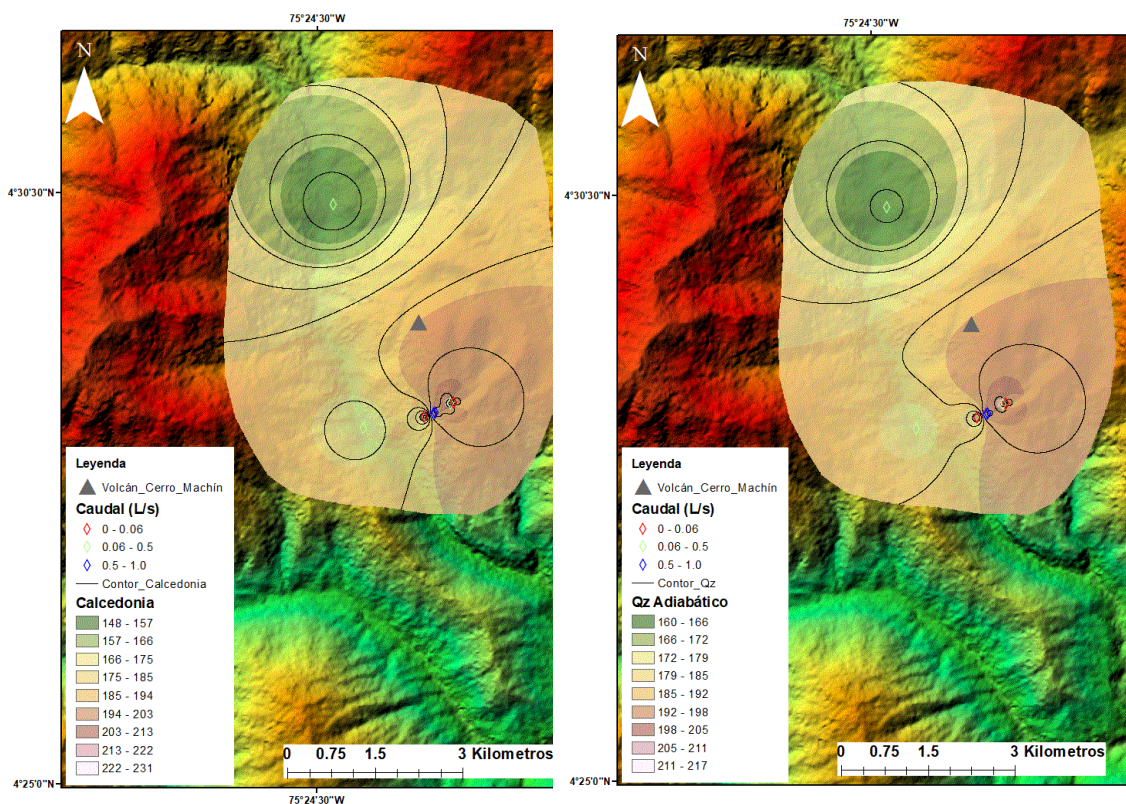 75°24'30"W
N
4°30'30"N
Leyenda
Volcán_Cerro_Machín
Caudal (L/s)
0 - 0.06
0.06 - 0.5
0.5 - 1.0
Contor_Calcedonia
Calcedonia
148 - 157
157 - 166
166 - 175
175 - 185
185 - 194
194 - 203
203 - 213
213 - 222
222 - 231
0 0.75 1.5 3 Kilometros
4°25'0"N
75°24'30"W
75°24'30"W
N
4°30'30"N
Leyenda
Volcán_Cerro_Machín
Caudal (L/s)
0 - 0.06
0.06 - 0.5
0.5 - 1.0
Contor_Qz
Qz Adiabático
160 - 166
166 - 172
172 - 179
179 - 185
185 - 192
192 - 198
198 - 205
205 - 211
211 - 217
0 0.75 1.5 3 Kilometros
4°25'0"N
75°24'30"W